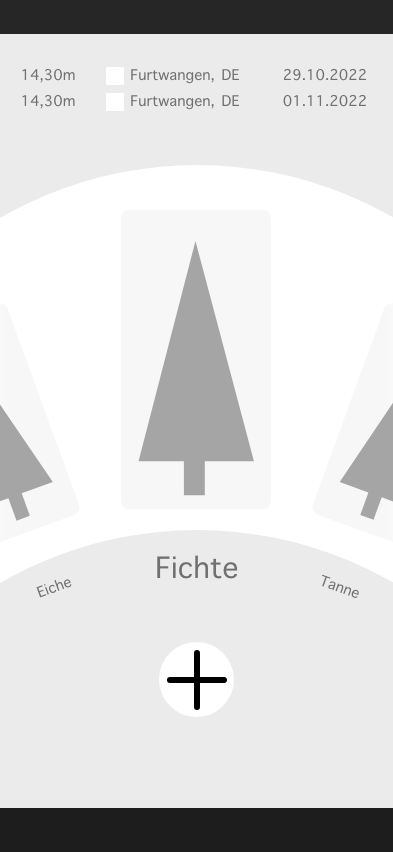 14,30m Furtwangen, DE 29.10.2022
14,30m Furtwangen, DE 01.11.2022
Fichte
Eiche
Tanne